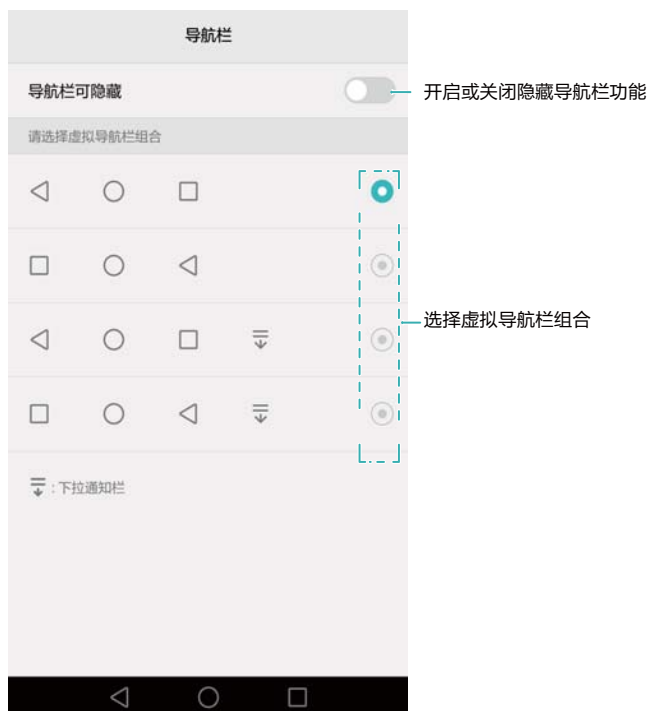 导航栏
导航栏可隐藏
开启或关闭隐藏导航栏功能
请选择虚拟导航栏组合
选择虚拟导航栏组合
:下拉通知栏